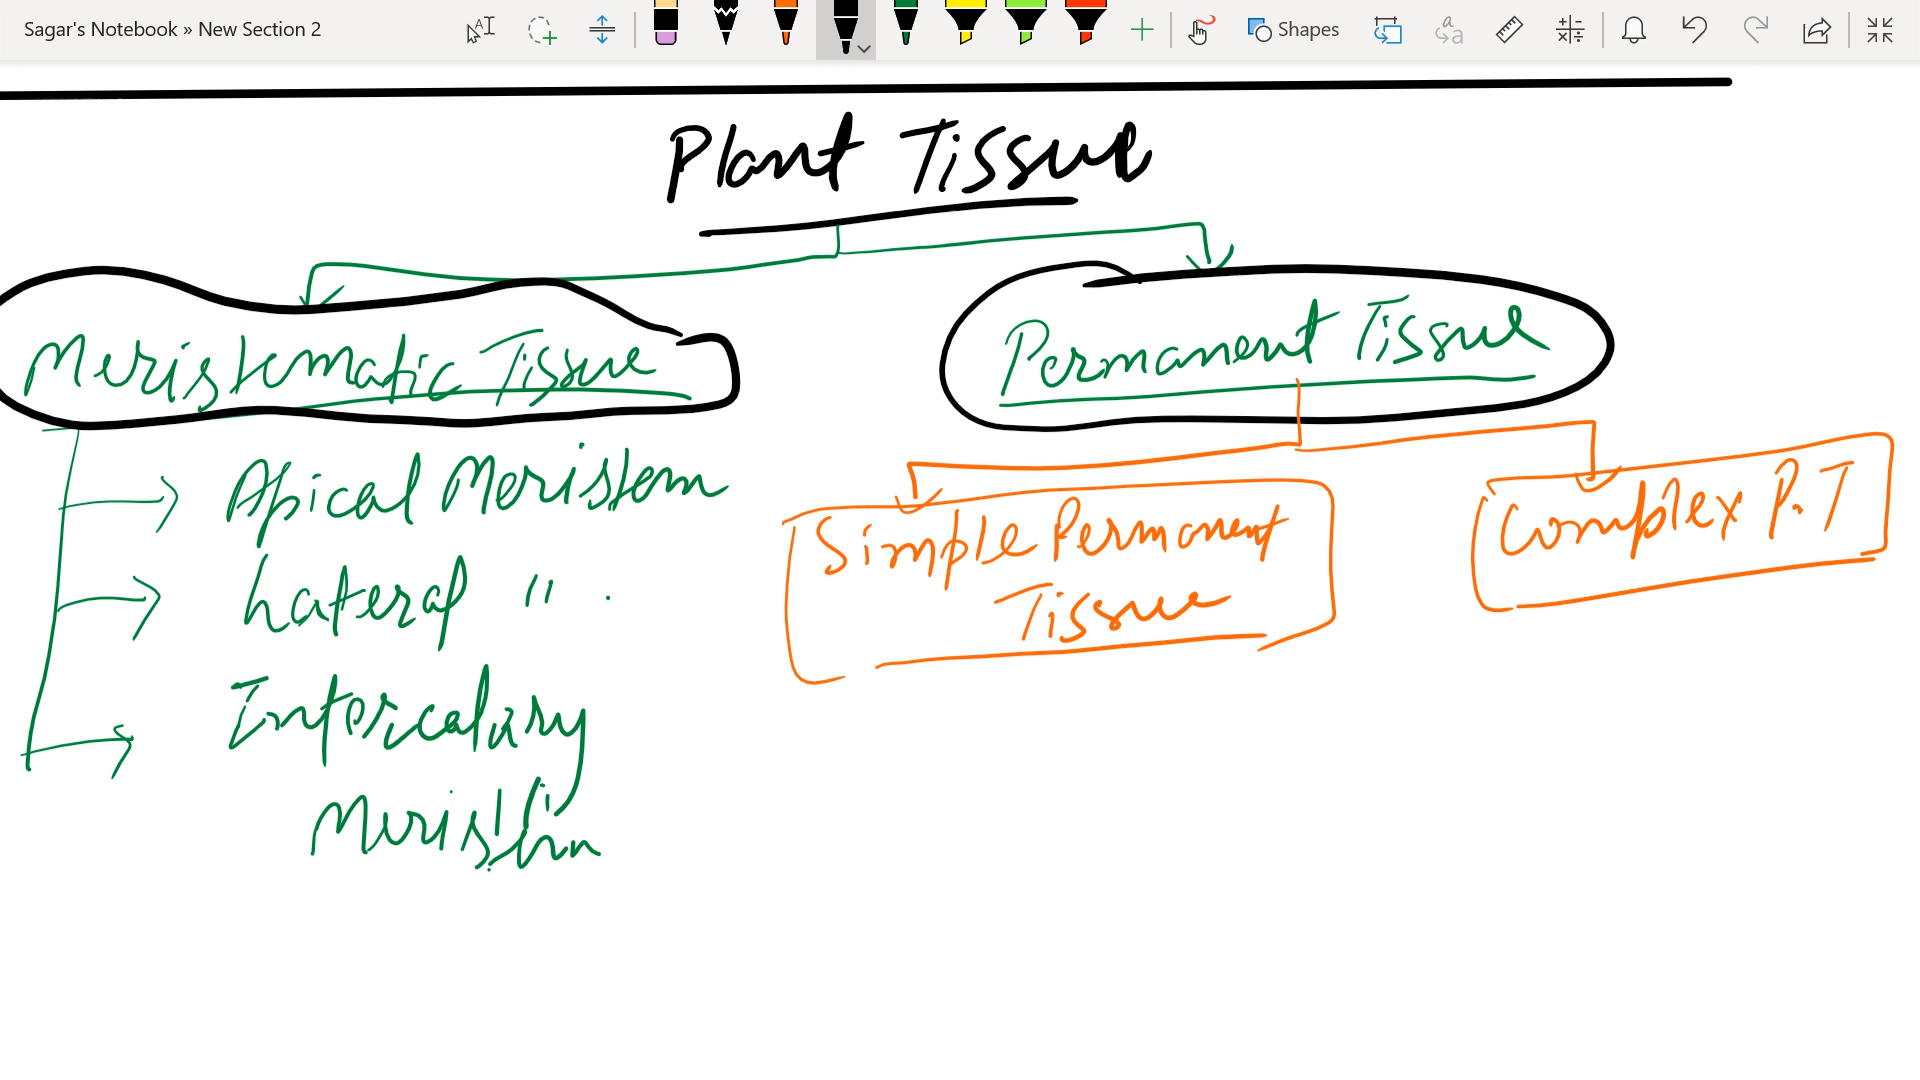 Sagar's Notebook » New Section 2
Shapes
Plant Tissue
Meristematic Tissue
Permanent Tissue
Apical Meristem
Lateral " .
Intercalary
Meristem
Simple Permanent
Tissue
Complex P.T